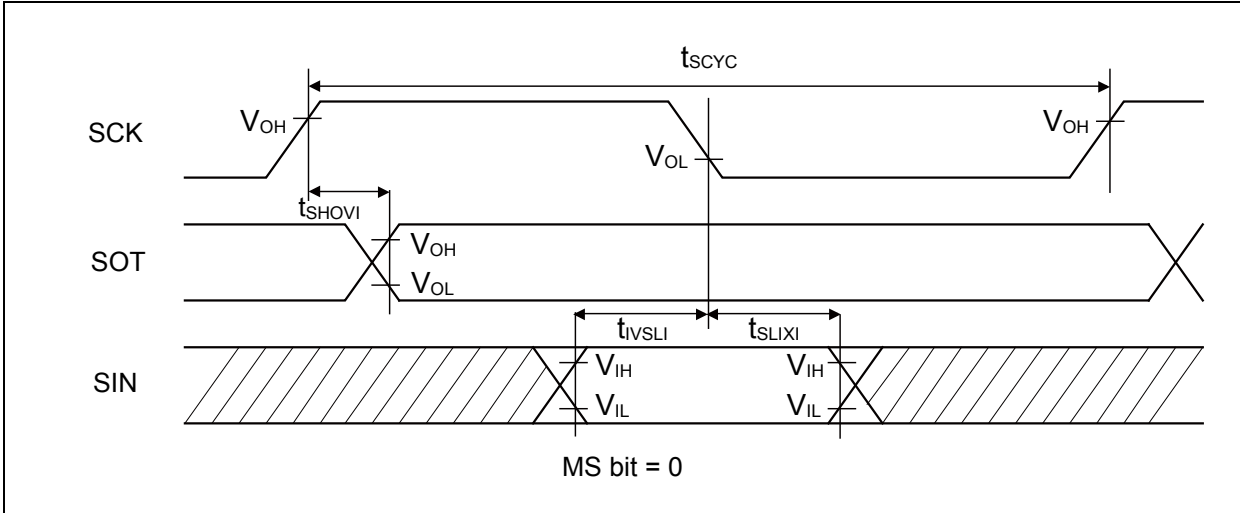 tSCYC
SCK
VOH
VOL
VOH
tSHOVI
SOT
VOH
VOL
tIVSLI
tSLIXI
SIN
VIH
VIL
VIH
VIL
MS bit = 0